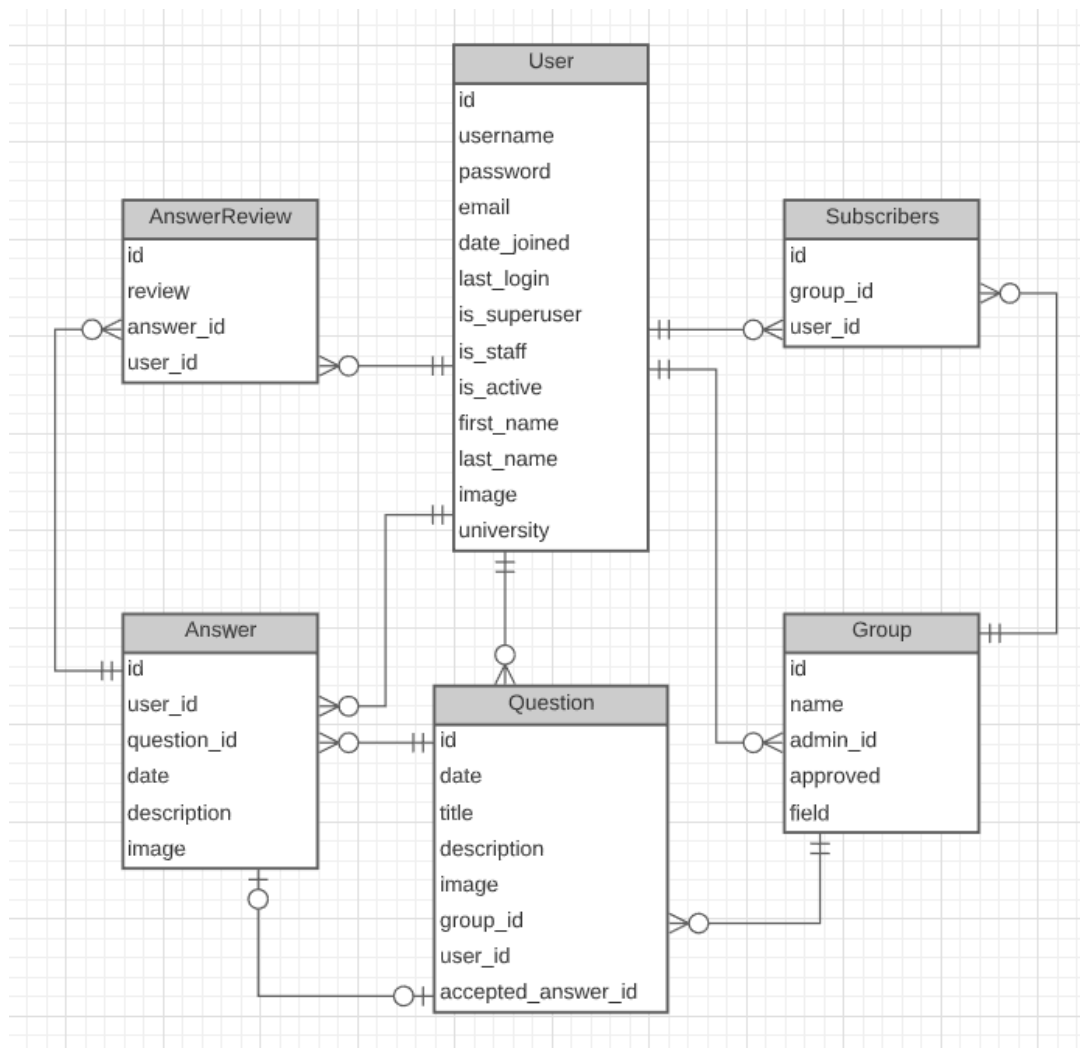 User
id
username
password
email
date_joined
last_login
is_superuser
is_staff
is_active
first_name
last_name
image
university
AnswerReview
id
review
answer_id
user_id
Subscribers
id
group_id
user_id
Answer
id
user_id
question_id
date
description
image
Question
id
date
title
description
image
group_id
user_id
accepted_answer_id
Group
id
name
admin_id
approved
field